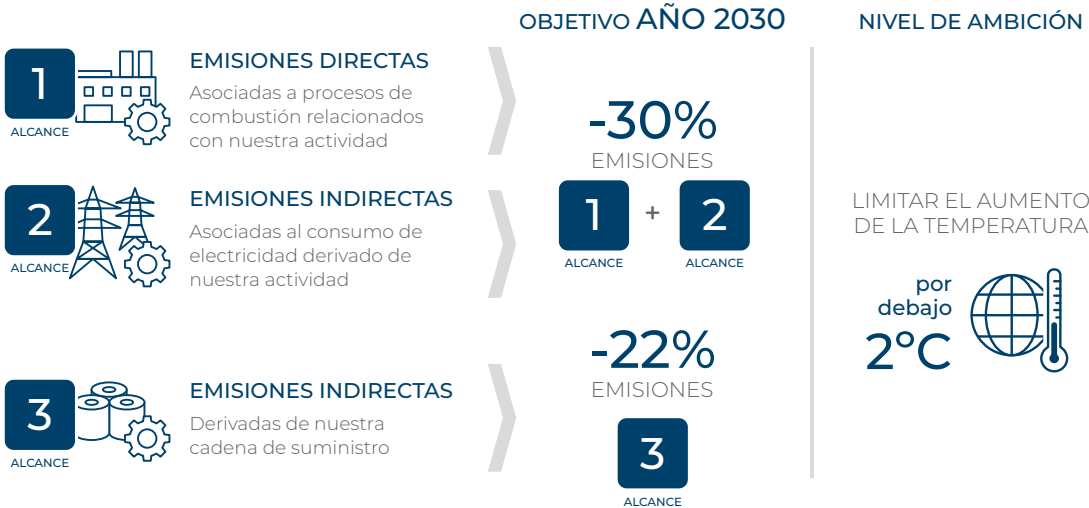 OBJETIVO AÑO 2030
NIVEL DE AMBICIÓN
1
ALCANCE
EMISIONES DIRECTAS
Asociadas a procesos de
combustión relacionados
con nuestra actividad
2
ALCANCE
EMISIONES INDIRECTAS
Asociadas al consumo de
electricidad derivado de
nuestra actividad
3
ALCANCE
EMISIONES INDIRECTAS
Derivadas de nuestra
cadena de suministro
-30%
EMISIONES
1 + 2
ALCANCE ALCANCE
-22%
EMISIONES
3
ALCANCE
LIMITAR EL AUMENTO
DE LA TEMPERATURA
por
debajo
2°C